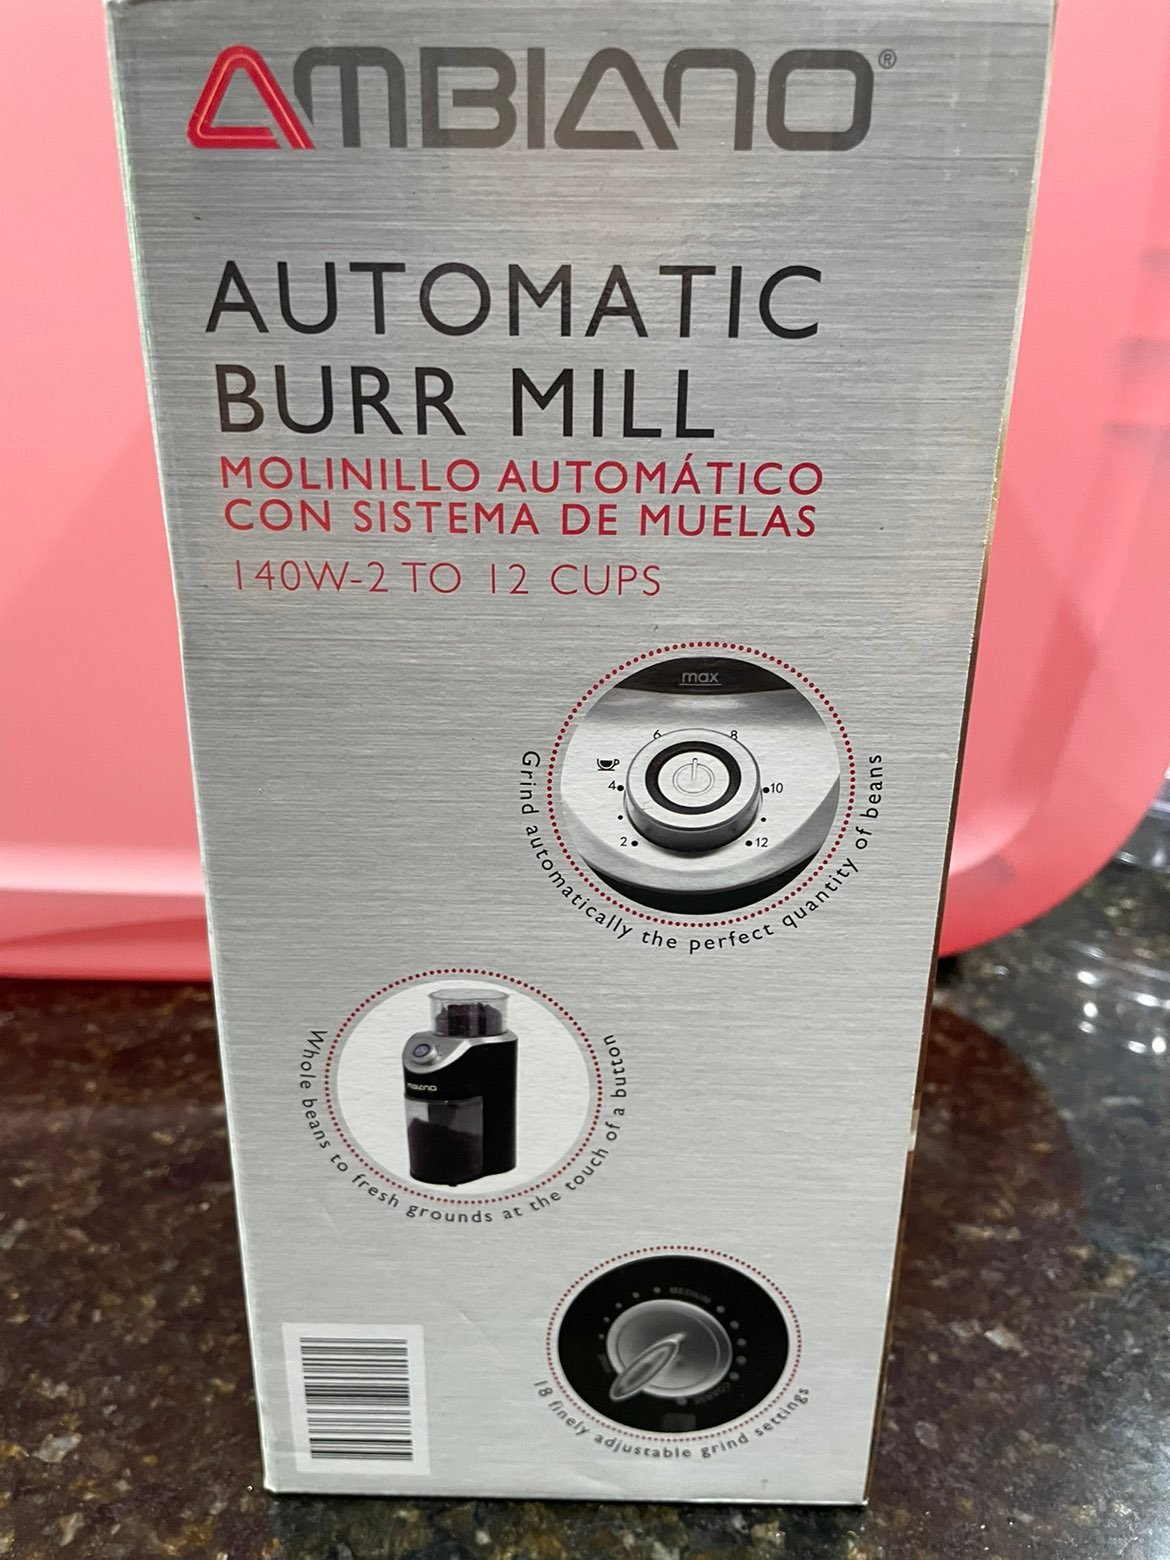 AMBIANO®
AUTOMATIC
BURR MILL
MOLINILLO AUTOMÁTICO
CON SISTEMA DE MUELAS
140W-2 TO 12 CUPS
max
6 8
4 10
2 12
Grind automatically the perfect quantity of beans
AMBIANO
Whole beans to fresh grounds at the touch of a button
MEDIUM
COARSE
18 finely adjustable grind settings